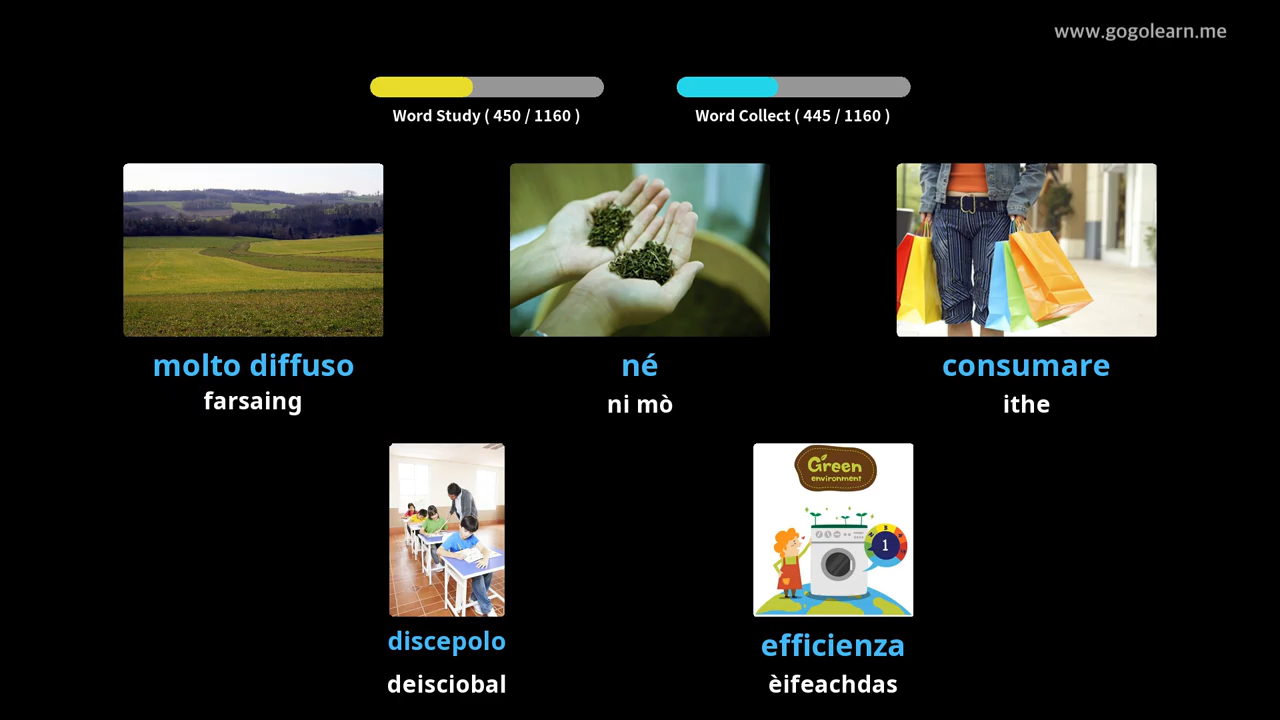 www.gogolearn.me
Word Study ( 450 / 1160 )
Word Collect ( 445 / 1160 )
molto diffuso
farsaing
né
ni mò
consumare
ithe
Green
environment
1
discepolo
deisciobal
efficienza
èifeachdas